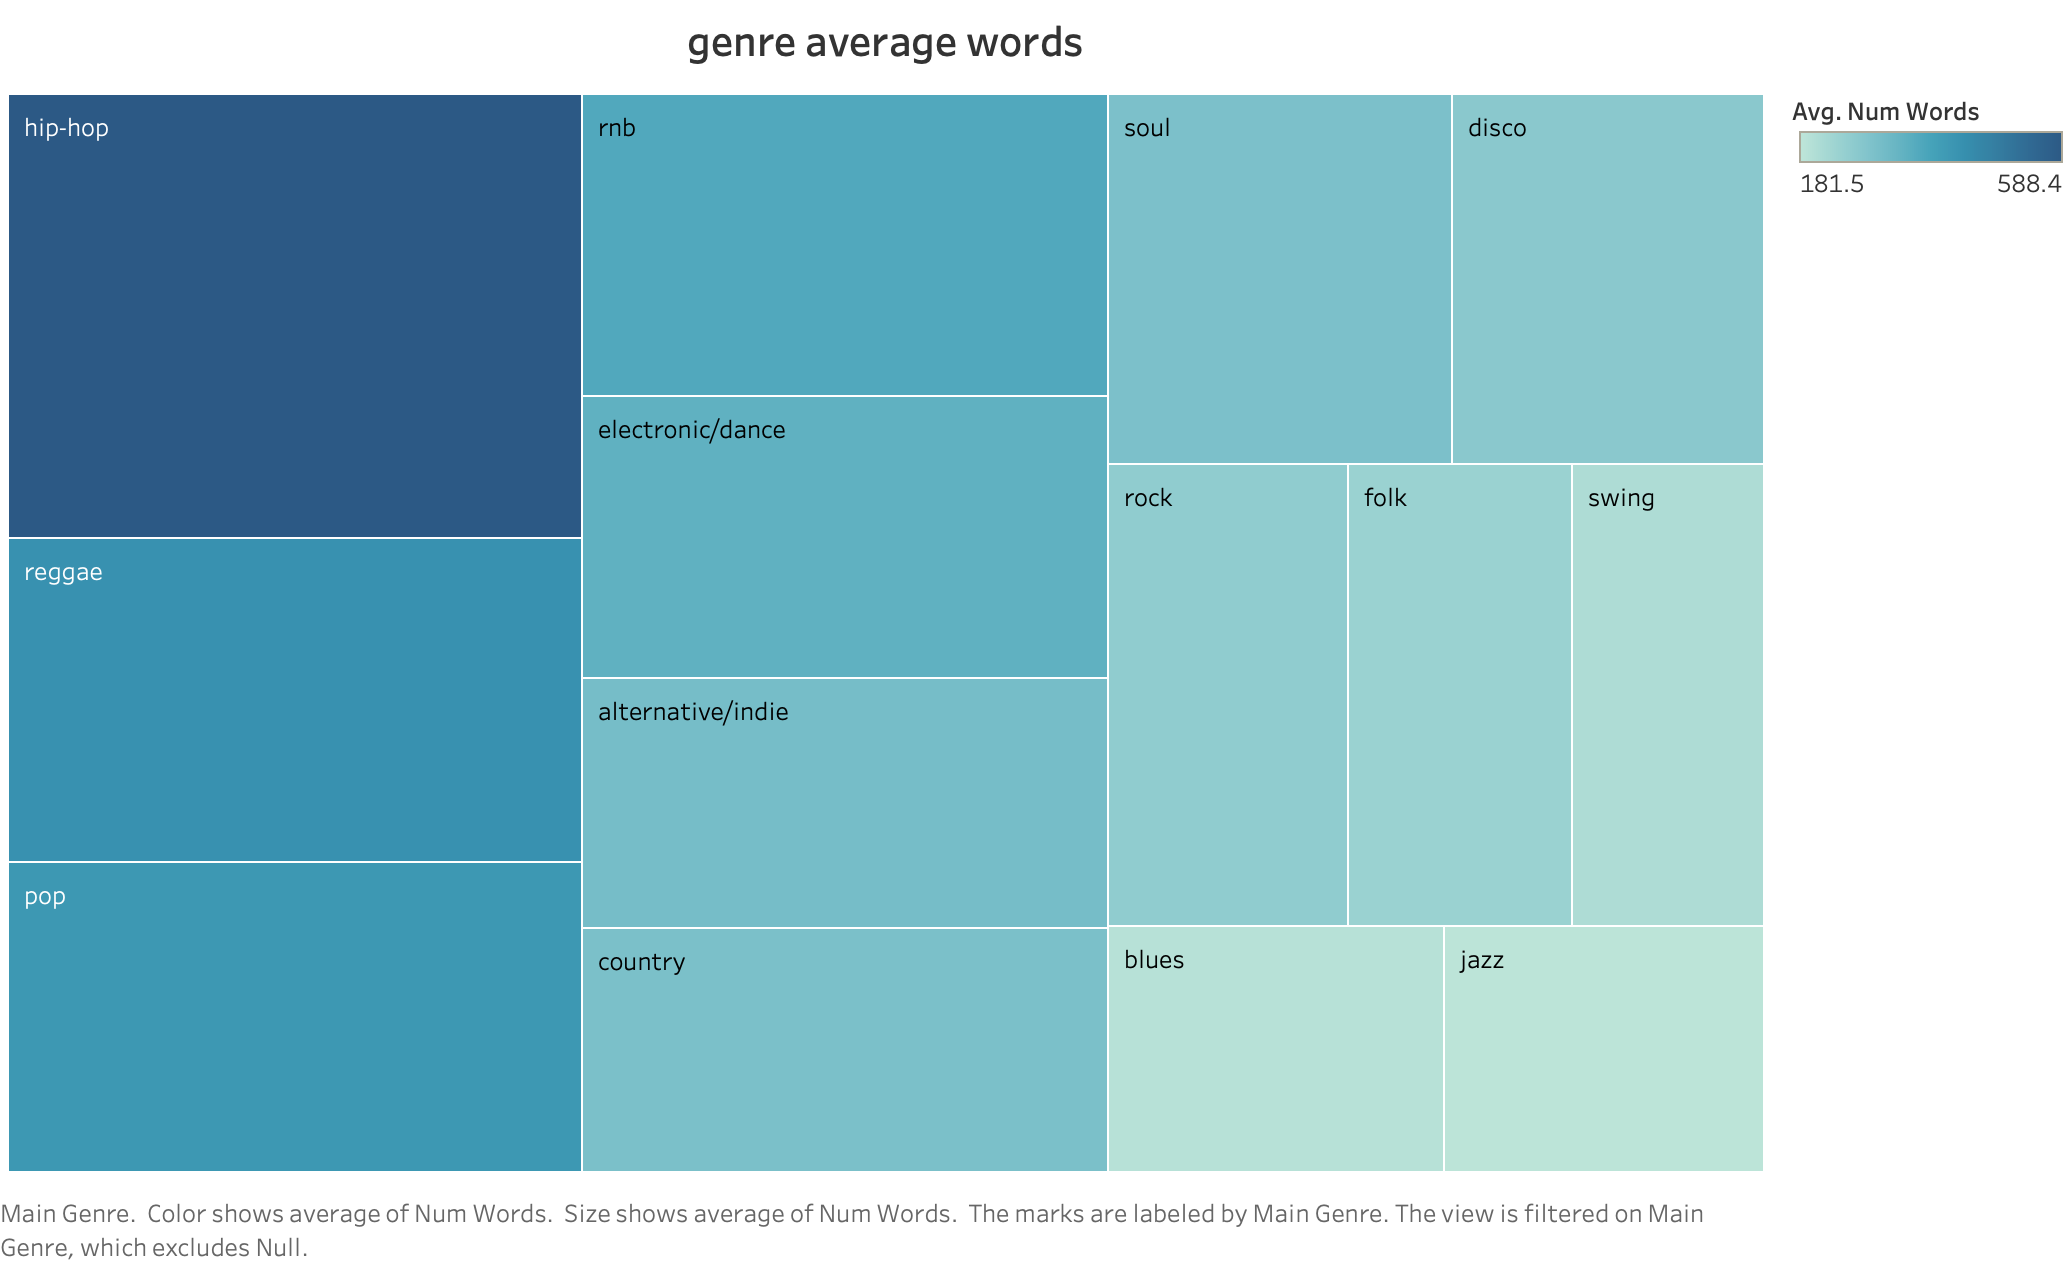 genre average words
hip-hop
reggae
pop
rnb
electronic/dance
alternative/indie
country
soul
disco
rock
folk
swing
blues
jazz
Avg. Num Words
181.5
588.4
Main Genre.  Color shows average of Num Words.  Size shows average of Num Words.  The marks are labeled by Main Genre. The view is filtered on Main
Genre, which excludes Null.